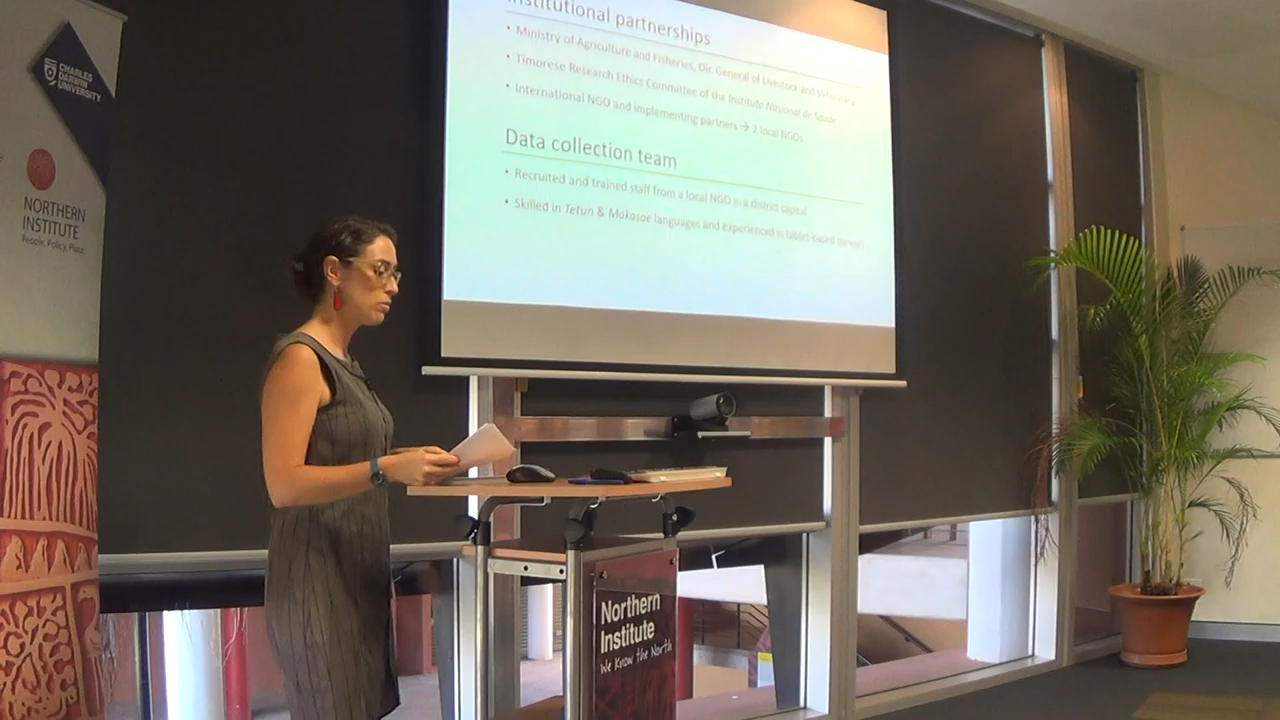 CHARLES
DARWIN
UNIVERSITY
NORTHERN
INSTITUTE
People. Policy. Place.
Institutional partnerships
• Ministry of Agriculture and Fisheries, Dir. General of Livestock and Veterinary
• Timorese Research Ethics Committee of the Instituto Nasional de Saude
• International NGO and implementing partners → 2 local NGOs
Data collection team
• Recruited and trained staff from a local NGO in a district capital
• Skilled in Tetun & Makasae languages and experienced in tablet-based surveys
Northern
Institute
We Know the North